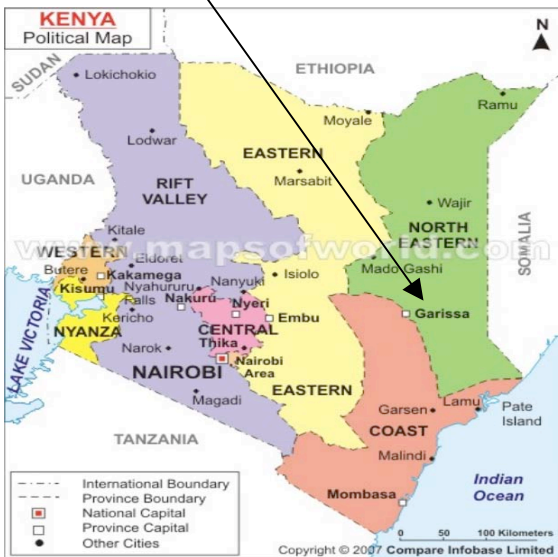 KENYA
Political Map
N
SUDAN
ETHIOPIA
Lokichokio
Ramu
Moyale
Lodwar
EASTERN
Marsabit
UGANDA
RIFT
VALLEY
Wajir
NORTH
EASTERN
SOMALIA
Kitale
www.mapsofworld.com
WESTERN
Eldoret
Mado Gashi
Butere
Kakamega
Isiolo
Kisumu
Nyahururu
Nanyuki
Falls
Nakuru
Nyeri
Garissa
LAKE VICTORIA
Kericho
Embu
NYANZA
CENTRAL
Thika
Narok
Nairobi
Area
NAIROBI
EASTERN
Magadi
Garsen
Lamu
Pate
Island
COAST
TANZANIA
Malindi
Indian
Ocean
Mombasa
International Boundary
Province Boundary
National Capital
Province Capital
Other Cities
0 50 100 Kilometers
Copyright © 2007 Compare Infobase Limited